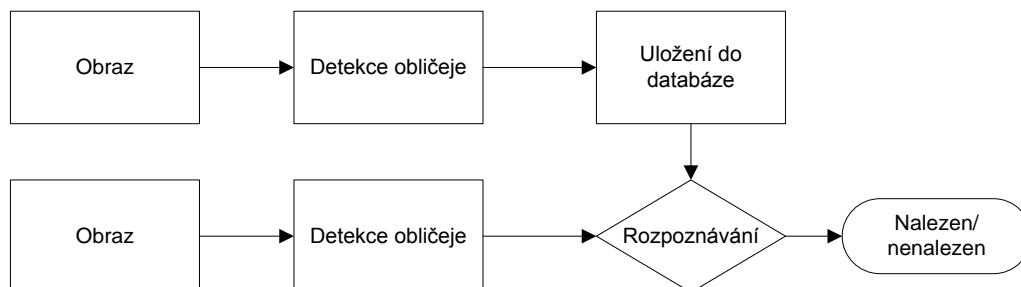 Obraz
Detekce obličeje
Uložení do
databáze
Obraz
Detekce obličeje
Rozpoznávání
Nalezen/
nenalezen